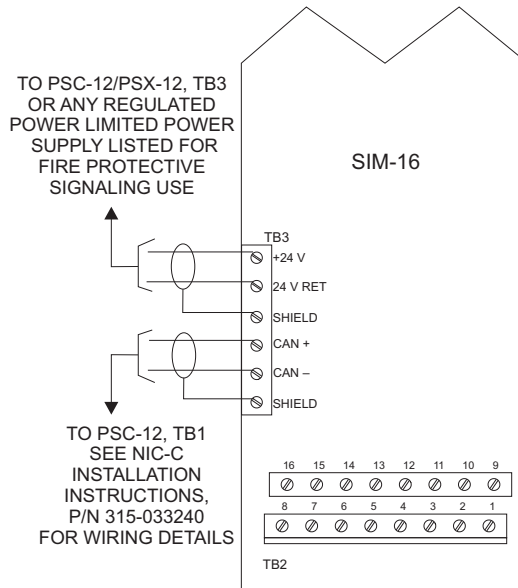 TO PSC-12/PSX-12, TB3
OR ANY REGULATED
POWER LIMITED POWER
SUPPLY LISTED FOR
FIRE PROTECTIVE
SIGNALING USE
SIM-16
TB3
+24 V
24 V RET
SHIELD
CAN +
CAN –
SHIELD
TO PSC-12, TB1
SEE NIC-C
INSTALLATION
INSTRUCTIONS,
P/N 315-033240
FOR WIRING DETAILS
16 15 14 13 12 11 10 9
8 7 6 5 4 3 2 1
TB2